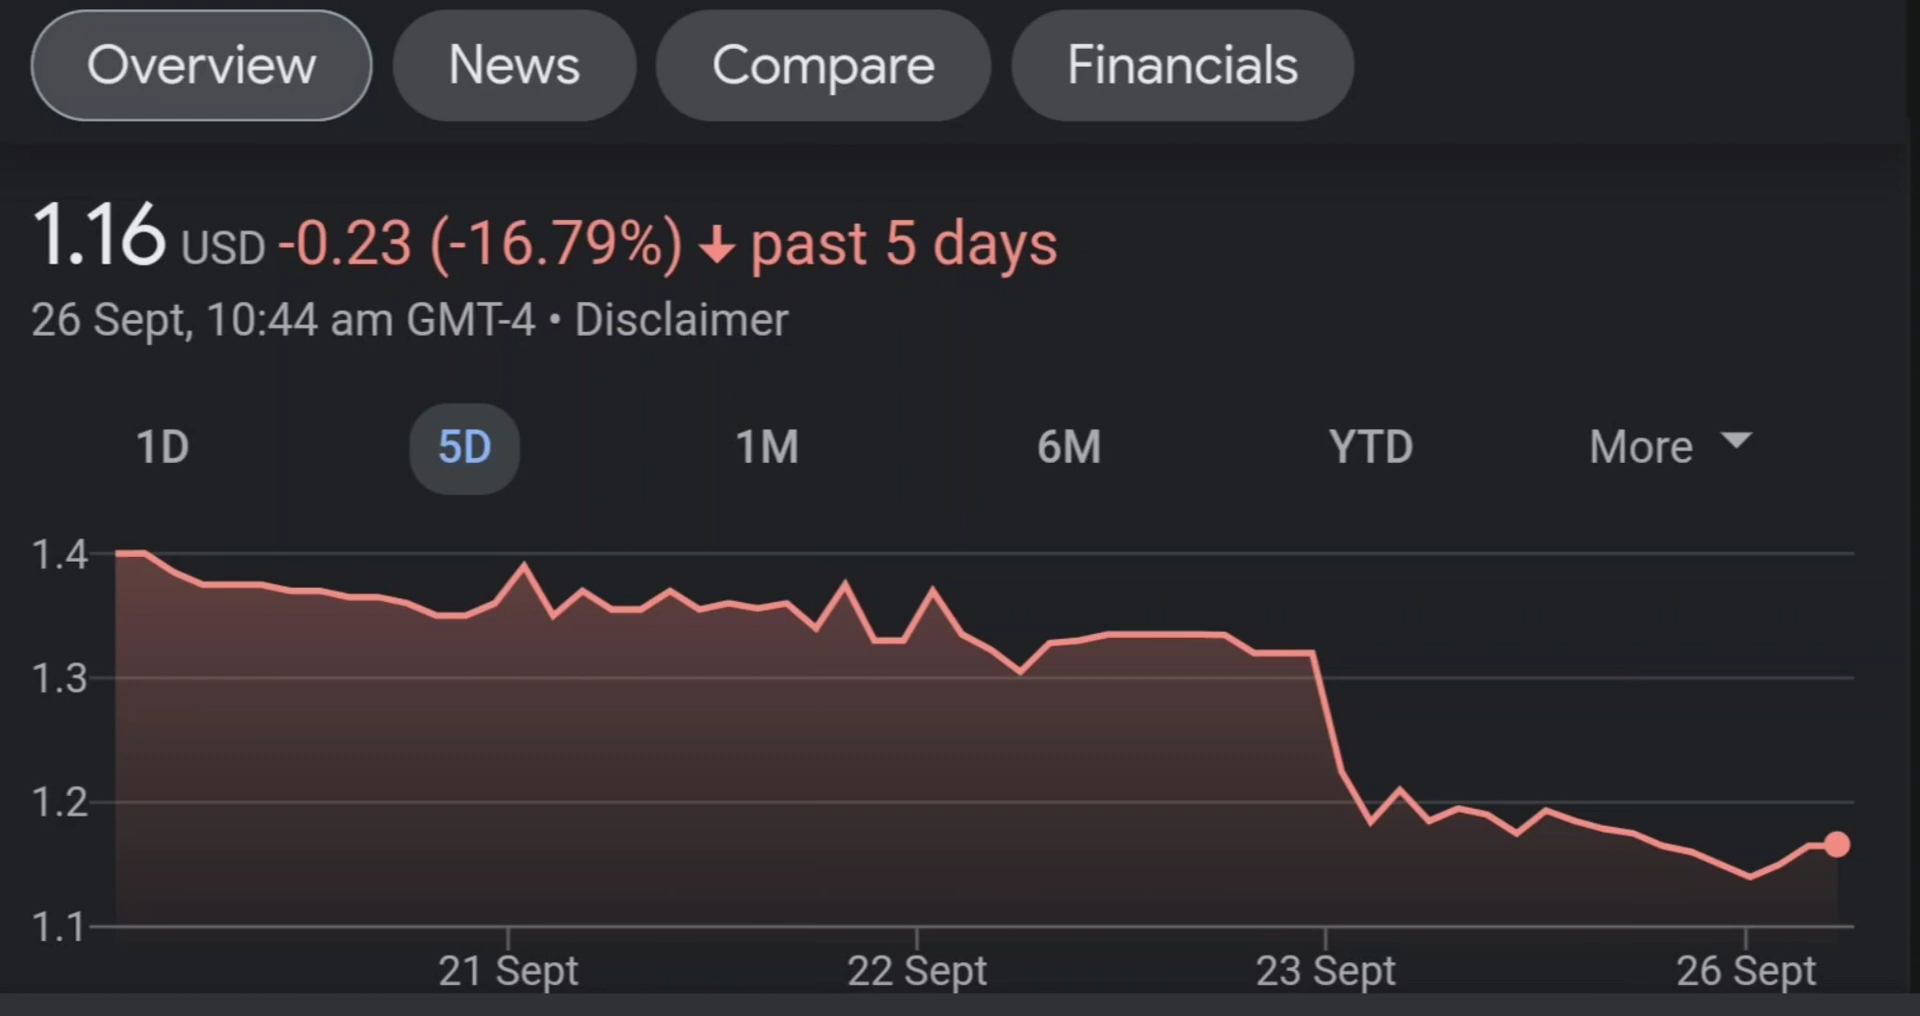 Overview News Compare Financials
1.16 USD -0.23 (-16.79%) ↓ past 5 days
26 Sept, 10:44 am GMT-4 • Disclaimer
1D 5D 1M 6M YTD More
1.4
1.3
1.2
1.1
21 Sept 22 Sept 23 Sept 26 Sept